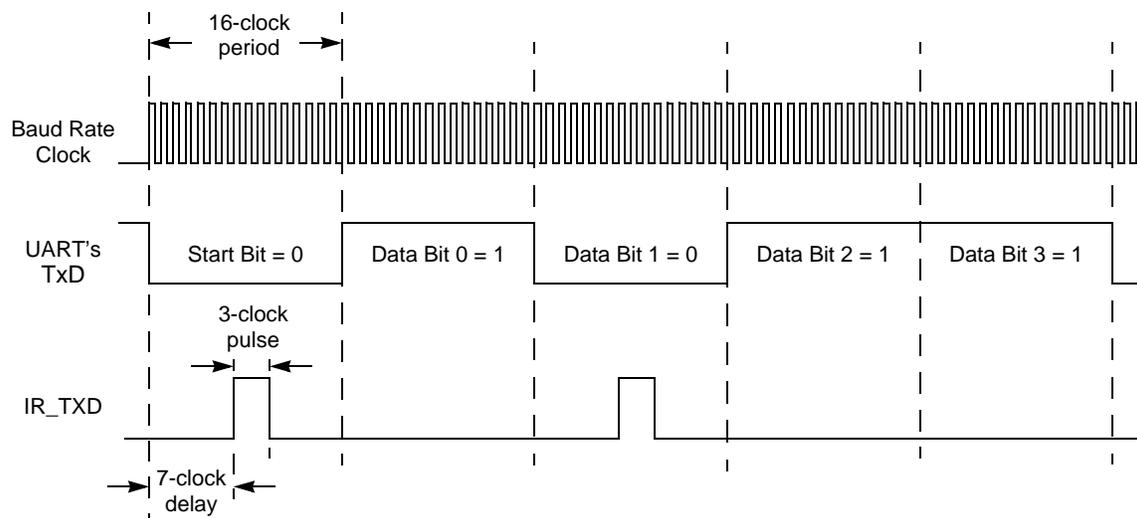 16-clock
period
Baud Rate
Clock
UART's
TxD
Start Bit = 0
Data Bit 0 = 1
Data Bit 1 = 0
Data Bit 2 = 1
Data Bit 3 = 1
3-clock
pulse
IR_TXD
7-clock
delay